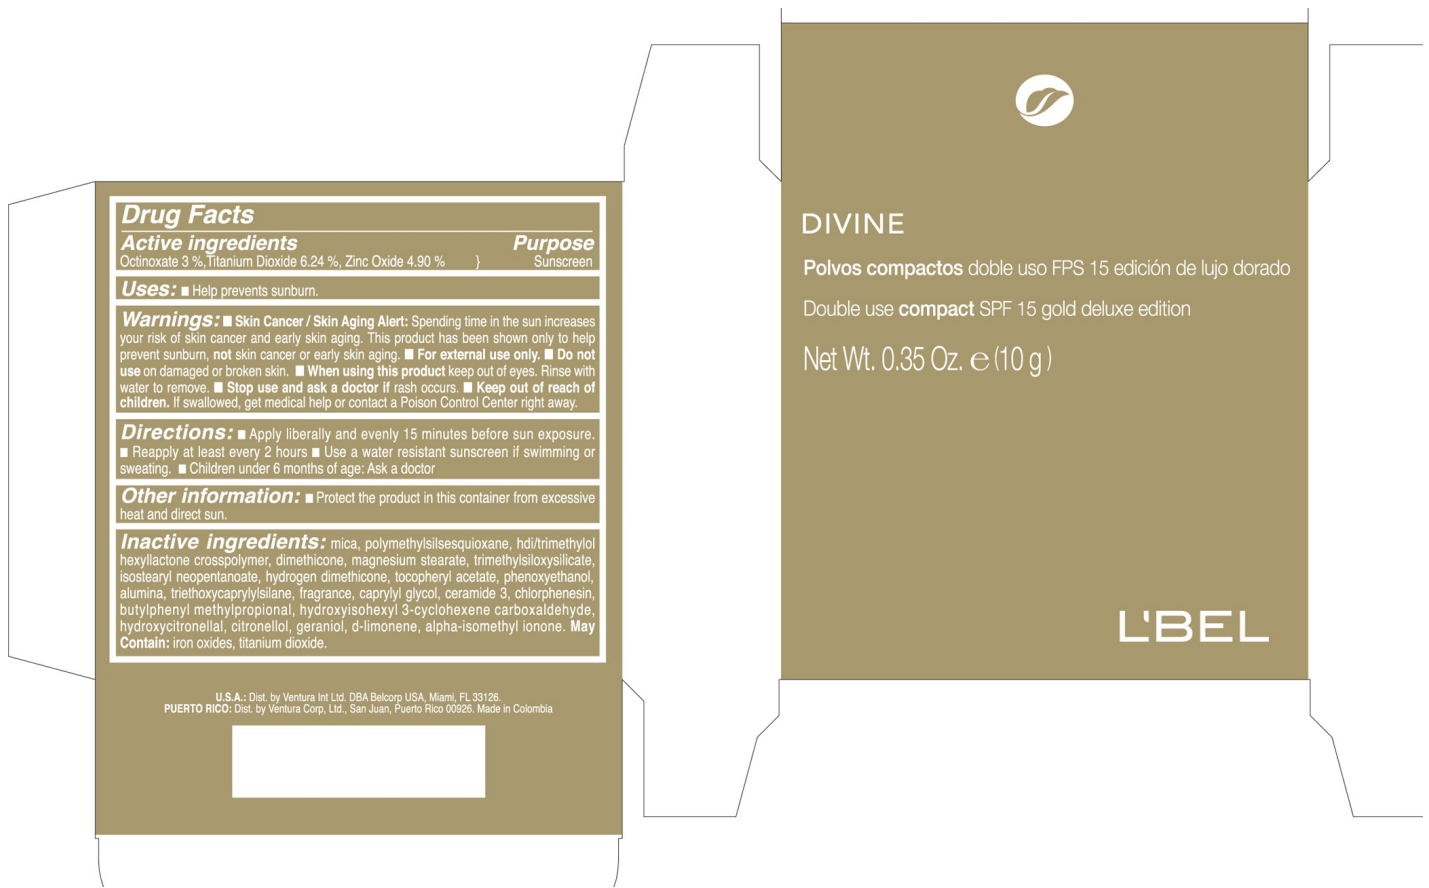 Drug Facts
Active ingredients Purpose
Octinoxate 3 %,Titanium Dioxide 6.24 %, Zinc Oxide 4.90 % } Sunscreen
Uses: ■ Help prevents sunburn.
Warnings: ■ Skin Cancer / Skin Aging Alert: Spending time in the sun increases
your risk of skin cancer and early skin aging. This product has been shown only to help
prevent sunburn, not skin cancer or early skin aging. ■ For external use only. ■ Do not
use on damaged or broken skin. ■ When using this product keep out of eyes. Rinse with
water to remove. ■ Stop use and ask a doctor if rash occurs. ■ Keep out of reach of
children. If swallowed, get medical help or contact a Poison Control Center right away.
Directions: ■ Apply liberally and evenly 15 minutes before sun exposure.
■ Reapply at least every 2 hours ■ Use a water resistant sunscreen if swimming or
sweating. ■ Children under 6 months of age: Ask a doctor
Other information: ■ Protect the product in this container from excessive
heat and direct sun.
Inactive ingredients: mica, polymethylsilsesquioxane, hdi/trimethylol
hexyllactone crosspolymer, dimethicone, magnesium stearate, trimethylsiloxysilicate,
isostearyl neopentanoate, hydrogen dimethicone, tocopheryl acetate, phenoxyethanol,
alumina, triethoxycaprylylsilane, fragrance, caprylyl glycol, ceramide 3, chlorphenesin,
butylphenyl methylpropional, hydroxyisohexyl 3-cyclohexene carboxaldehyde,
hydroxycitronellal, citronellol, geraniol, d-limonene, alpha-isomethyl ionone. May
Contain: iron oxides, titanium dioxide.
U.S.A.: Dist. by Ventura Int Ltd. DBA Belcorp USA, Miami, FL 33126.
PUERTO RICO: Dist. by Ventura Corp, Ltd., San Juan, Puerto Rico 00926. Made in Colombia
DIVINE
Polvos compactos doble uso FPS 15 edición de lujo dorado
Double use compact SPF 15 gold deluxe edition
Net Wt. 0.35 Oz. ℮ (10 g)
L'BEL